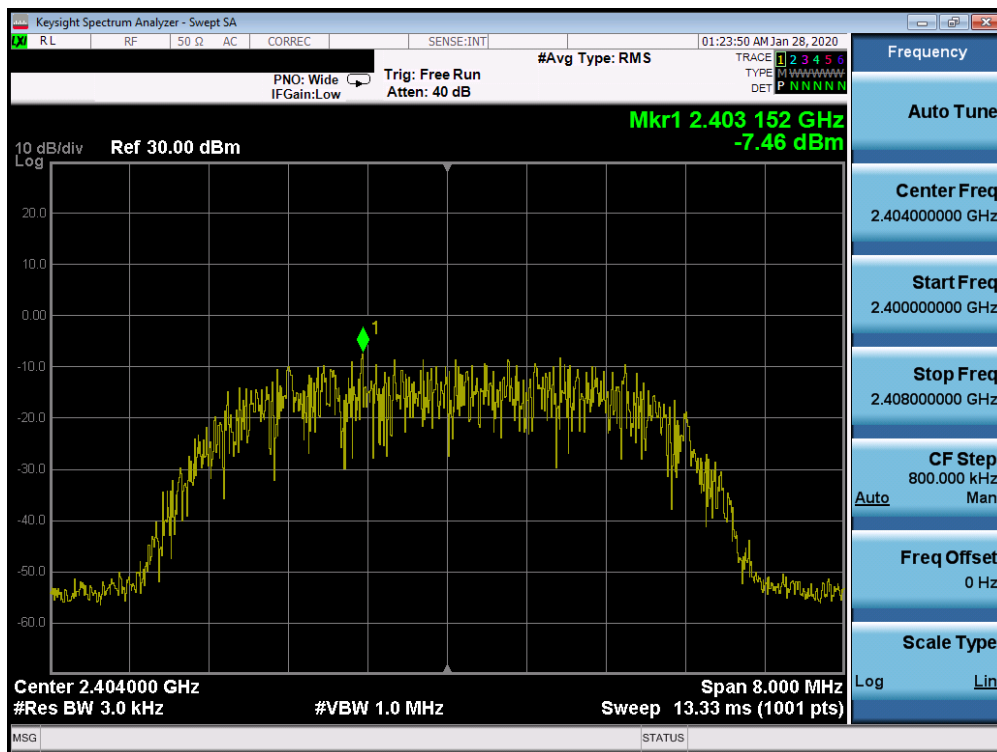 Keysight Spectrum Analyzer - Swept SA
LXI RL RF 50 Ω AC CORREC SENSE:INT 01:23:50 AM Jan 28, 2020
#Avg Type: RMS
TRACE 1 2 3 4 5 6
PNO: Wide Trig: Free Run TYPE M WWWWW
IFGain:Low Atten: 40 dB DET P N N N N N
Mkr1 2.403 152 GHz
-7.46 dBm
10 dB/div Ref 30.00 dBm
Log
20.0
10.0
0.00
1
-10.0
-20.0
-30.0
-40.0
-50.0
-60.0
Center 2.404000 GHz Span 8.000 MHz
#Res BW 3.0 kHz #VBW 1.0 MHz Sweep 13.33 ms (1001 pts)
MSG STATUS
Frequency
Auto Tune
Center Freq
2.404000000 GHz
Start Freq
2.400000000 GHz
Stop Freq
2.408000000 GHz
CF Step
800.000 kHz
Auto Man
Freq Offset
0 Hz
Scale Type
Log Lin